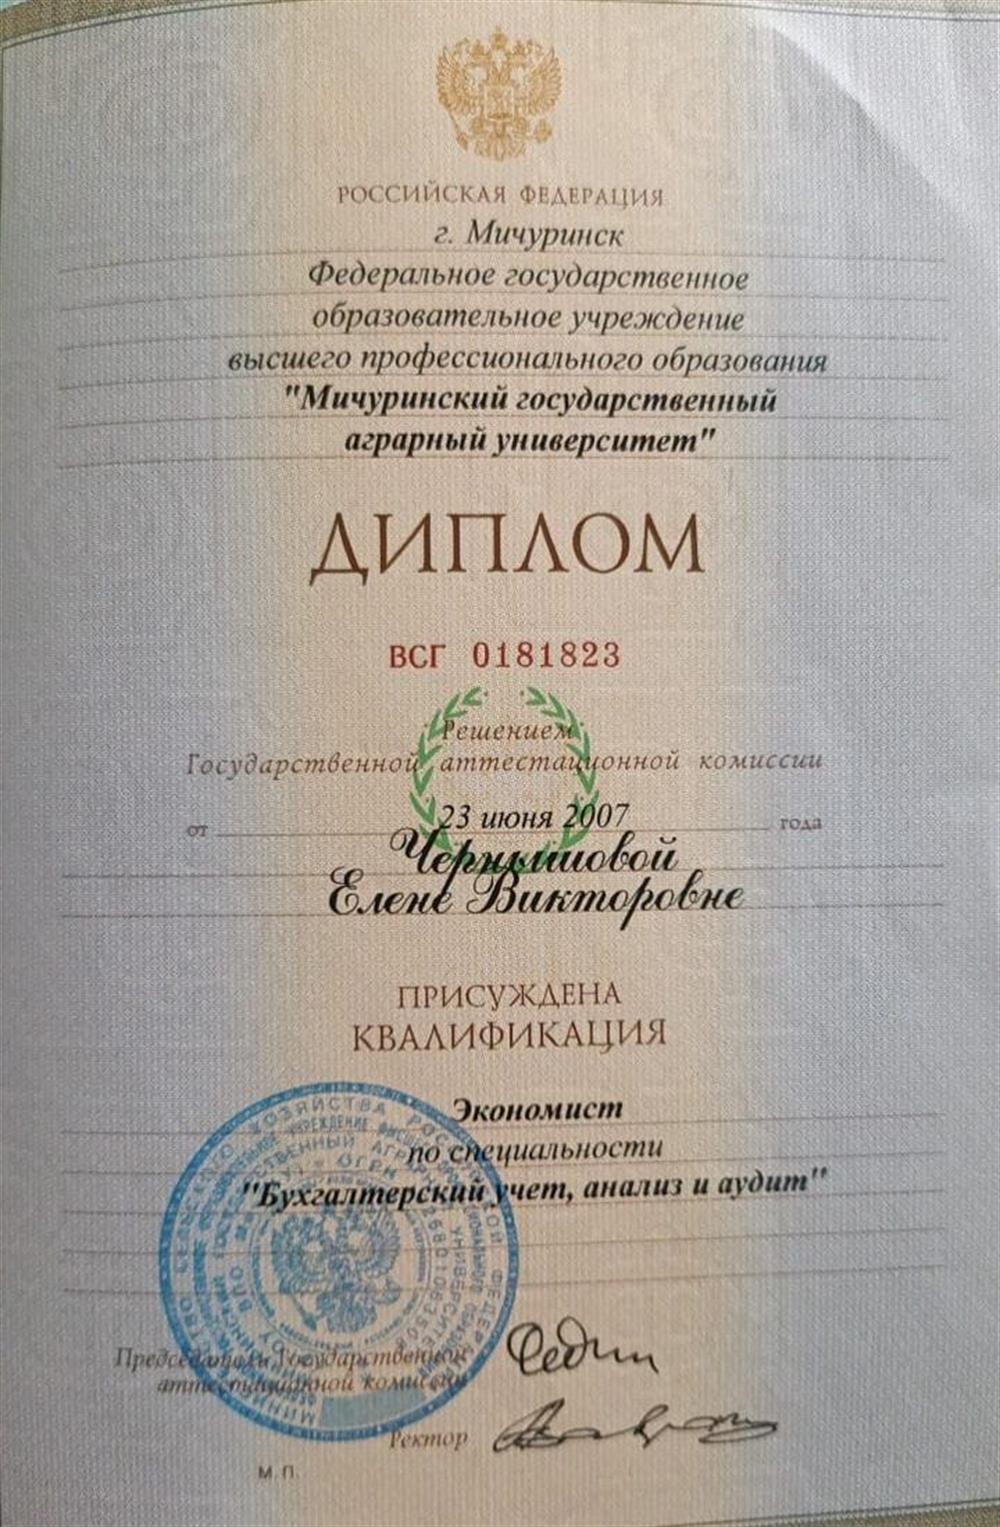 РОССИЙСКАЯ ФЕДЕРАЦИЯ
г. Мичуринск
Федеральное государственное
образовательное учреждение
высшего профессионального образования
"Мичуринский государственный
аграрный университет"
ДИПЛОМ
ВСГ 0181823
Решением
Государственной аттестационной комиссии
от 23 июня 2007 года
Чернышовой
Елене Викторовне
ПРИСУЖДЕНА
КВАЛИФИКАЦИЯ
Экономист
по специальности
"Бухгалтерский учет, анализ и аудит"
Председатель Государственной
аттестационной комиссии
Ректор
М.П.